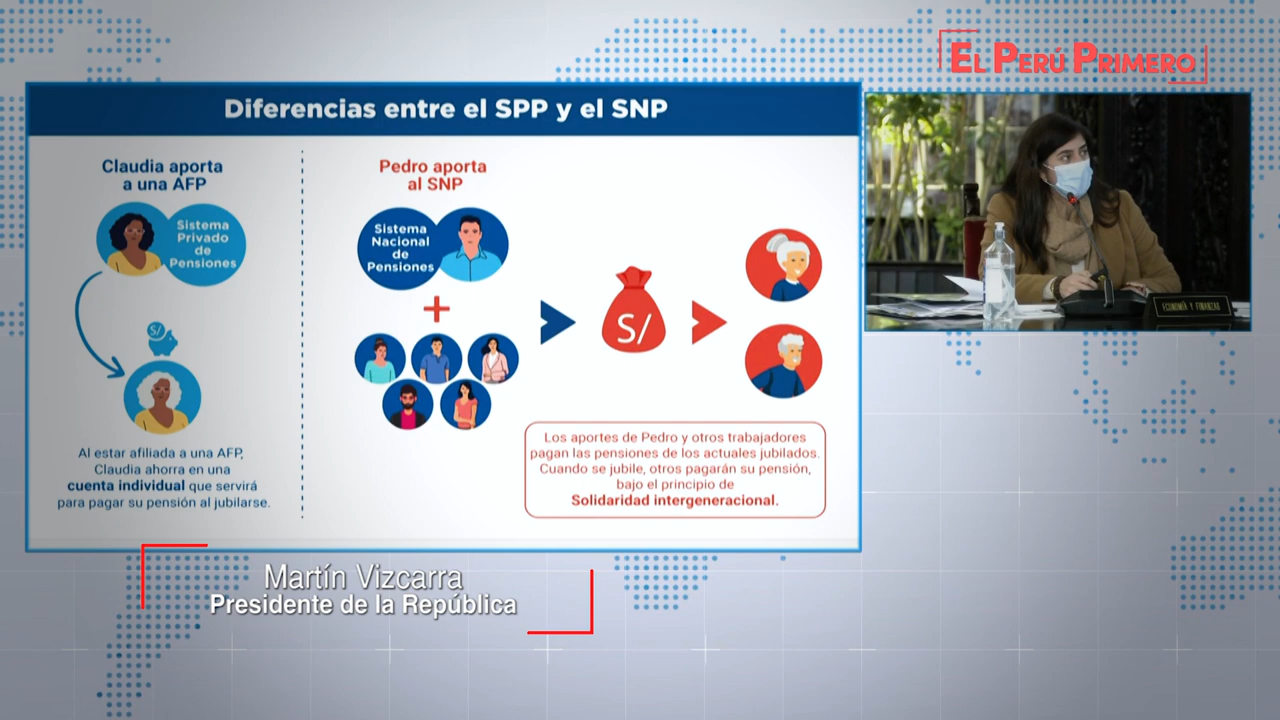 EL PERÚ PRIMERO
Diferencias entre el SPP y el SNP
Claudia aporta
a una AFP
Sistema
Privado
de
Pensiones
S/
Al estar afiliada a una AFP,
Claudia ahorra en una
cuenta individual que servirá
para pagar su pensión al jubilarse.
Pedro aporta
al SNP
Sistema
Nacional
de
Pensiones
+
S/
Los aportes de Pedro y otros trabajadores
pagan las pensiones de los actuales jubilados.
Cuando se jubile, otros pagarán su pensión,
bajo el principio de
Solidaridad intergeneracional.
ECONOMÍA Y FINANZAS
Martín Vizcarra
Presidente de la República